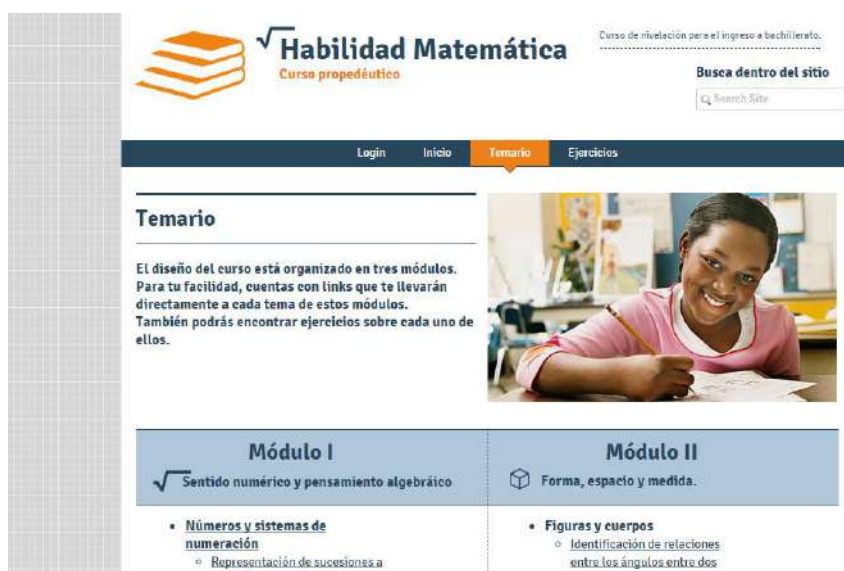 Habilidad Matemática
Curso propedéutico
Curso de nivelación para el ingreso a bachillerato.
Busca dentro del sitio
Search Site
Login Inicio Temario Ejercicios
Temario
El diseño del curso está organizado en tres módulos.
Para tu facilidad, cuentas con links que te llevarán
directamente a cada tema de estos módulos.
También podrás encontrar ejercicios sobre cada uno de
ellos.
Módulo I
Sentido numérico y pensamiento algebráico
Números y sistemas de
numeración
Representación de sucesiones a
Módulo II
Forma, espacio y medida.
Figuras y cuerpos
Identificación de relaciones
entre los ángulos entre dos